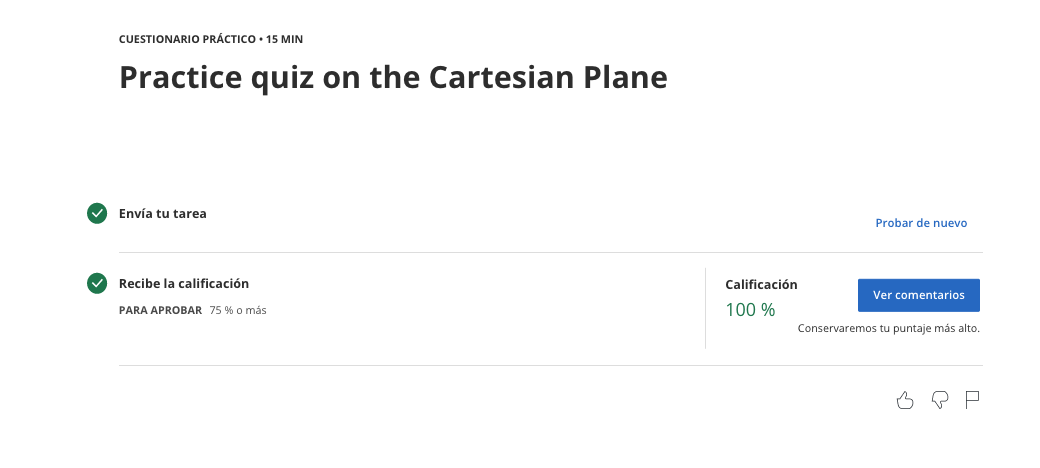 CUESTIONARIO PRÁCTICO • 15 MIN
Practice quiz on the Cartesian Plane
Envía tu tarea
Probar de nuevo
Recibe la calificación
PARA APROBAR 75 % o más
Calificación
100 %
Ver comentarios
Conservaremos tu puntaje más alto.